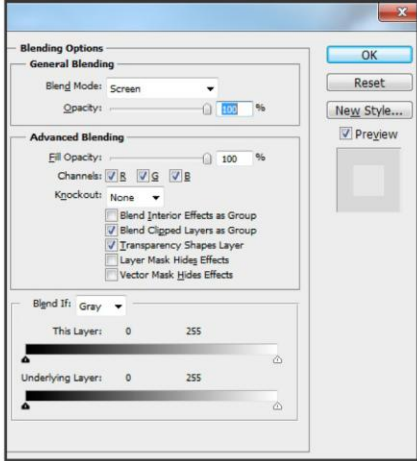 Blending Options
General Blending
Blend Mode: Screen
Opacity: 100 %
Advanced Blending
Fill Opacity: 100 %
Channels: R G B
Knockout: None
Blend Interior Effects as Group
Blend Clipped Layers as Group
Transparency Shapes Layer
Layer Mask Hides Effects
Vector Mask Hides Effects
Blend If: Gray
This Layer: 0 255
Underlying Layer: 0 255
OK
Reset
New Style...
Preview